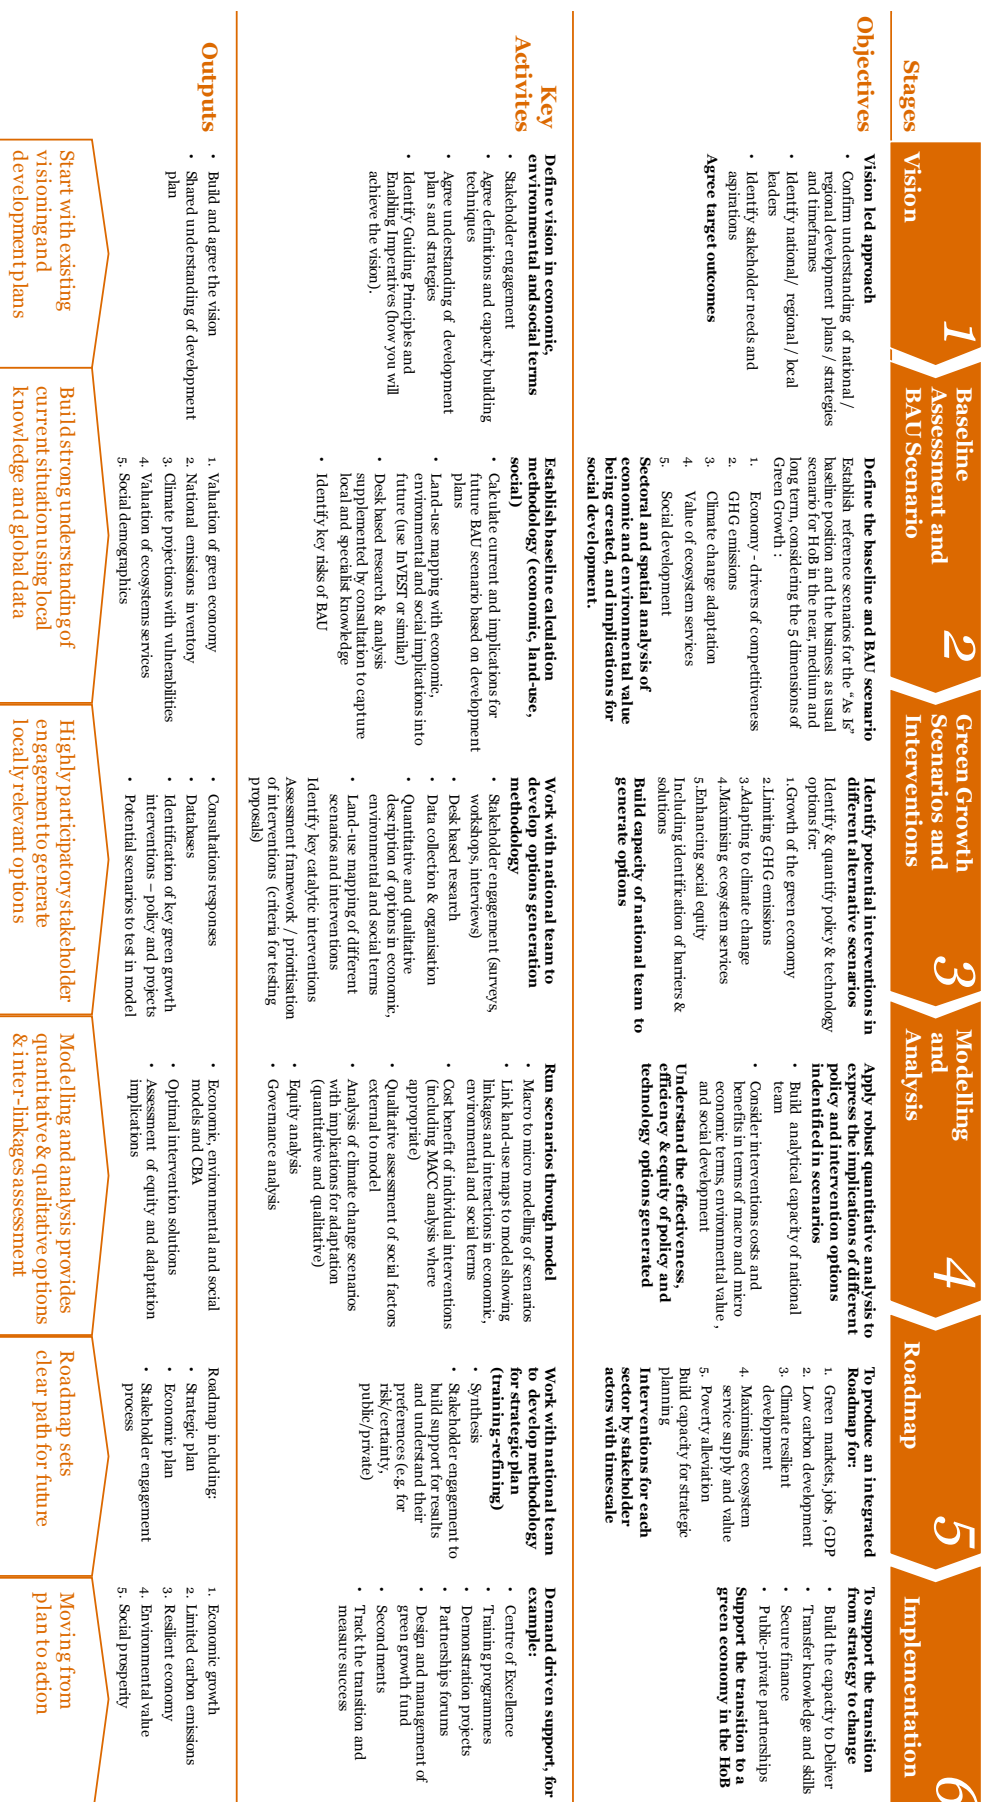 Stages
Vision
1
Baseline
Assessment and
BAU Scenario
2
Green Growth
Scenarios and
Interventions
3
Modelling
and
Analysis
4
Roadmap
5
Implementation
6
Objectives
Vision led approach
• Confirm understanding of national /
regional development plans / strategies
and timeframes
• Identify national/ regional / local
leaders
• Identify stakeholder needs and
aspirations
Agree target outcomes
Define the baseline and BAU scenario
Establish reference scenarios for the "As Is"
baseline position and the business as usual
scenario for HoB in the near, medium and
long term, considering the 5 dimensions of
Green Growth :
1. Economy - drivers of competitiveness
2. GHG emissions
3. Climate change adaptation
4. Value of ecosystem services
5. Social development
Sectoral and spatial analysis of
economic and environmental value
being created, and implications for
social development.
Identify potential interventions in
different alternative scenarios
Identify & quantify policy & technology
options for:
1.Growth of the green economy
2.Limiting GHG emissions
3.Adapting to climate change
4.Maximising ecosystem services
5.Enhancing social equity
Including identification of barriers &
solutions
Build capacity of national team to
generate options
Apply robust quantitative analysis to
express the implications of different
policy and intervention options
indentified in scenarios
• Build analytical capacity of national
team
• Consider interventions costs and
benefits in terms of macro and micro
economic terms, environmental value ,
and social development
Understand the effectiveness,
efficiency & equity of policy and
technology options generated
To produce an integrated
Roadmap for:
1. Green markets, jobs , GDP
2. Low carbon development
3. Climate resilient
development
4. Maximising ecosystem
service supply and value
5. Poverty alleviation
Build capacity for strategic
planning
Interventions for each
sector by stakeholder
actors with timescale
To support the transition
from strategy to change
• Build the capacity to Deliver
• Transfer knowledge and skills
• Secure finance
• Public-private partnerships
Support the transition to a
green economy in the HoB
Key
Activites
Define vision in economic,
environmental and social terms
• Stakeholder engagement
• Agree definitions and capacity building
techniques
• Agree understanding of development
plan s and strategies
• Identify Guiding Principles and
Enabling Imperatives (how you will
achieve the vision).
Establish baseline calculation
methodology (economic, land-use,
social)
• Calculate current and implications for
future BAU scenario based on development
plans
• Land-use mapping with economic,
environmental and social implications into
future (use InVEST or similar)
• Desk based research & analysis
supplemented by consultation to capture
local and specialist knowledge
• Identify key risks of BAU
Work with national team to
develop options generation
methodology
• Stakeholder engagement (surveys,
workshops, interviews)
• Desk based research
• Data collection & organisation
• Quantitative and qualitative
description of options in economic,
environmental and social terms
• Land-use mapping of different
scenarios and interventions
Identify key catalytic interventions
Assessment framework / prioritisation
of interventions (criteria for testing
proposals)
Run scenarios through model
• Macro to micro modelling of scenarios
• Link land-use maps to model showing
linkages and interactions in economic,
environmental and social terms
• Cost benefit of individual interventions
(including MACC analysis where
appropriate)
• Qualitative assessment of social factors
external to model
• Analysis of climate change scenarios
with implications for adaptation
(quantitative and qualitative)
• Equity analysis
• Governance analysis
Work with national team
to develop methodology
for strategic plan
(training-refining)
• Synthesis
• Stakeholder engagement to
build support for results
and understand their
preferences (e.g. for
risk/certainty,
public/private)
Demand driven support, for
example:
• Centre of Excellence
• Training programmes
• Demonstration projects
• Partnerships forums
• Design and management of
green growth fund
• Secondments
• Track the transition and
measure success
Outputs
• Build and agree the vision
• Shared understanding of development
plan
1. Valuation of green economy
2. National emissions inventory
3. Climate projections with vulnerabilities
4. Valuation of ecosystems services
5. Social demographics
• Consultations responses
• Databases
• Identification of key green growth
interventions – policy and projects
• Potential scenarios to test in model
• Economic, environmental and social
models and CBA
• Optimal intervention solutions
• Assessment of equity and adaptation
implications
Roadmap including:
• Strategic plan
• Economic plan
• Stakeholder engagement
process
1. Economic growth
2. Limited carbon emissions
3. Resilient economy
4. Environmental value
5. Social prosperity
Start with existing
visioning and
development plans
Build strong understanding of
current situation using local
knowledge and global data
Highly participatory stakeholder
engagement to generate
locally relevant options
Modelling and analysis provides
quantitative & qualitative options
& inter-linkages assessment
Roadmap sets
clear path for future
Moving from
plan to action